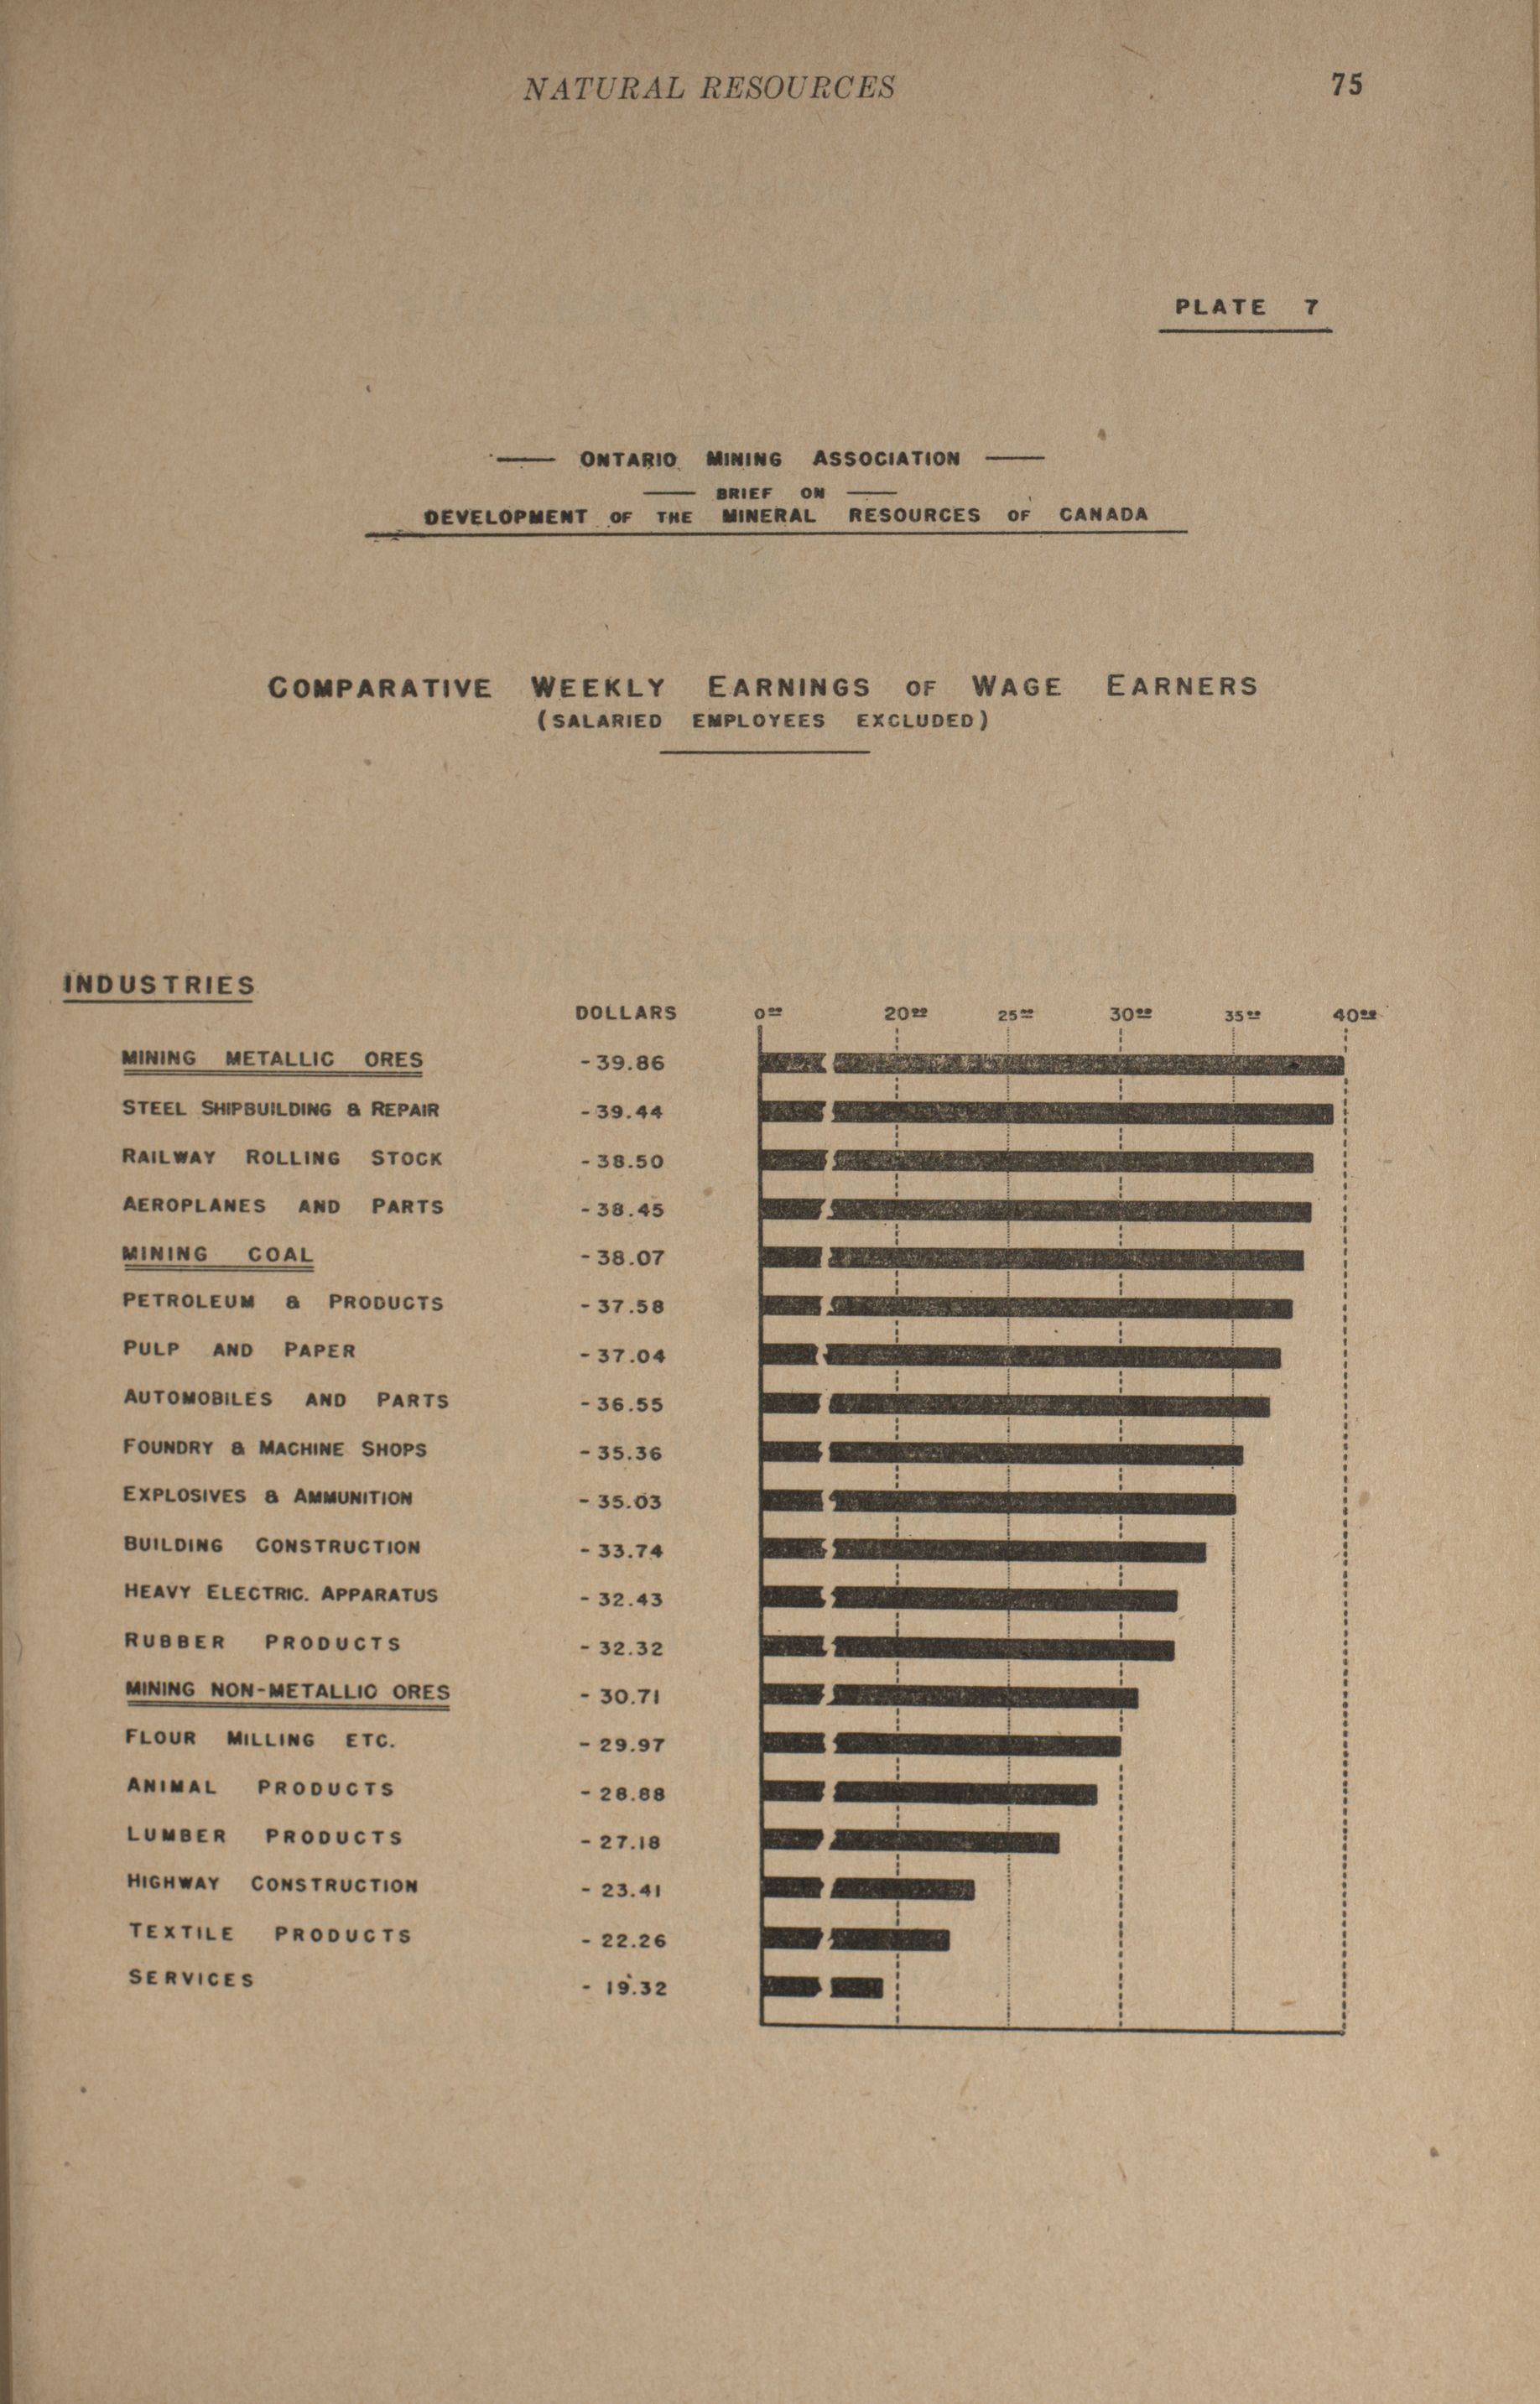 NATURAL RESOURCES 75
PLATE 7
ONTARIO MINING ASSOCIATION
BRIEF ON
DEVELOPMENT OF THE MINERAL RESOURCES OF CANADA
COMPARATIVE WEEKLY EARNINGS OF WAGE EARNERS
(SALARIED EMPLOYEES EXCLUDED)
INDUSTRIES
DOLLARS 0.00 20.00 25.00 30.00 35.00 40.00
MINING METALLIC ORES - 39.86
STEEL SHIPBUILDING & REPAIR - 39.44
RAILWAY ROLLING STOCK - 38.50
AEROPLANES AND PARTS - 38.45
MINING COAL - 38.07
PETROLEUM & PRODUCTS - 37.58
PULP AND PAPER - 37.04
AUTOMOBILES AND PARTS - 36.55
FOUNDRY & MACHINE SHOPS - 35.36
EXPLOSIVES & AMMUNITION - 35.03
BUILDING CONSTRUCTION - 33.74
HEAVY ELECTRIC. APPARATUS - 32.43
RUBBER PRODUCTS - 32.32
MINING NON-METALLIC ORES - 30.71
FLOUR MILLING ETC. - 29.97
ANIMAL PRODUCTS - 28.88
LUMBER PRODUCTS - 27.18
HIGHWAY CONSTRUCTION - 23.41
TEXTILE PRODUCTS - 22.26
SERVICES - 19.32